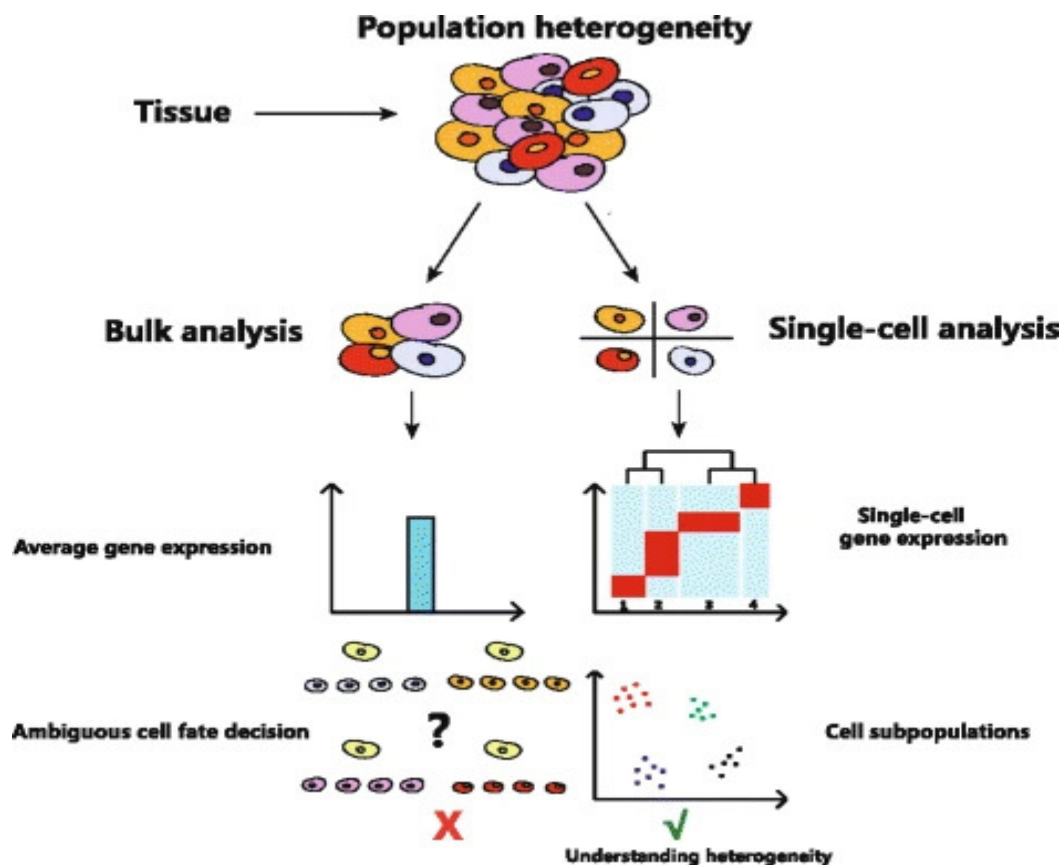 Population heterogeneity
Tissue
Bulk analysis
Single-cell analysis
Average gene expression
1 2 3 4
Single-cell
gene expression
Ambiguous cell fate decision
?
Cell subpopulations
X
√
Understanding heterogeneity